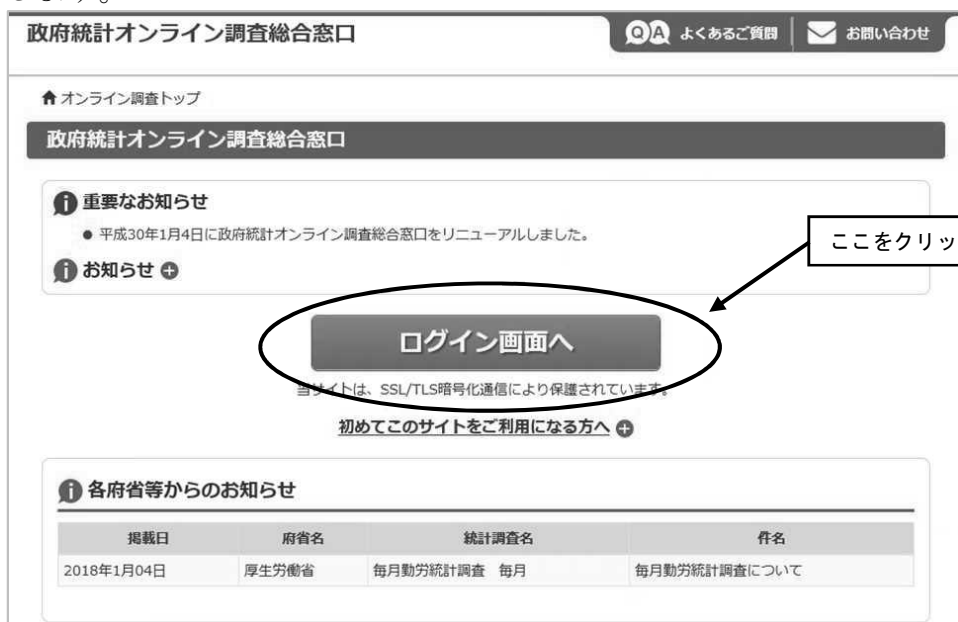 政府統計オンライン調査総合窓口
QA よくあるご質問
お問い合わせ
オンライン調査トップ
政府統計オンライン調査総合窓口
重要なお知らせ
● 平成30年1月4日に政府統計オンライン調査総合窓口をリニューアルしました。
ここをクリッ
お知らせ
ログイン画面へ
当サイトは、SSL/TLS暗号化通信により保護されています。
初めてこのサイトをご利用になる方へ
各府省等からのお知らせ
掲載日 府省名 統計調査名 件名
2018年1月04日 厚生労働省 毎月勤労統計調査 毎月 毎月勤労統計調査について